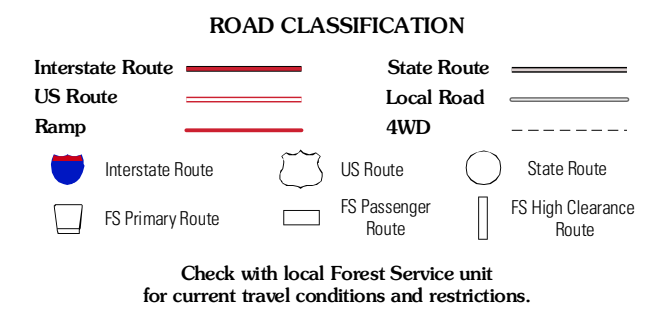 ROAD CLASSIFICATION
Interstate Route
State Route
US Route
Local Road
Ramp
4WD
Interstate Route
US Route
State Route
FS Primary Route
FS Passenger
Route
FS High Clearance
Route
Check with local Forest Service unit
for current travel conditions and restrictions.